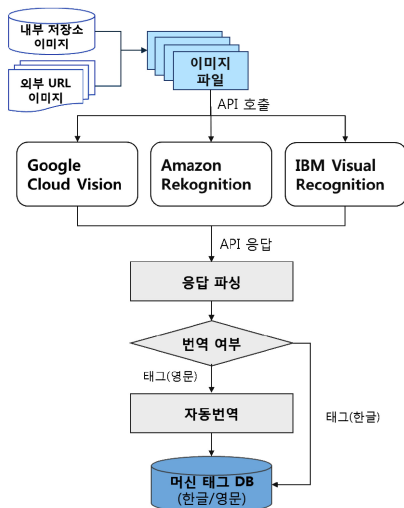 내부 저장소
이미지
외부 URL
이미지
이미지
파일
API 호출
Google
Cloud Vision
Amazon
Rekognition
IBM Visual
Recognition
API 응답
응답 파싱
번역 여부
태그(영문)
자동번역
태그(한글)
머신 태그 DB
(한글/영문)